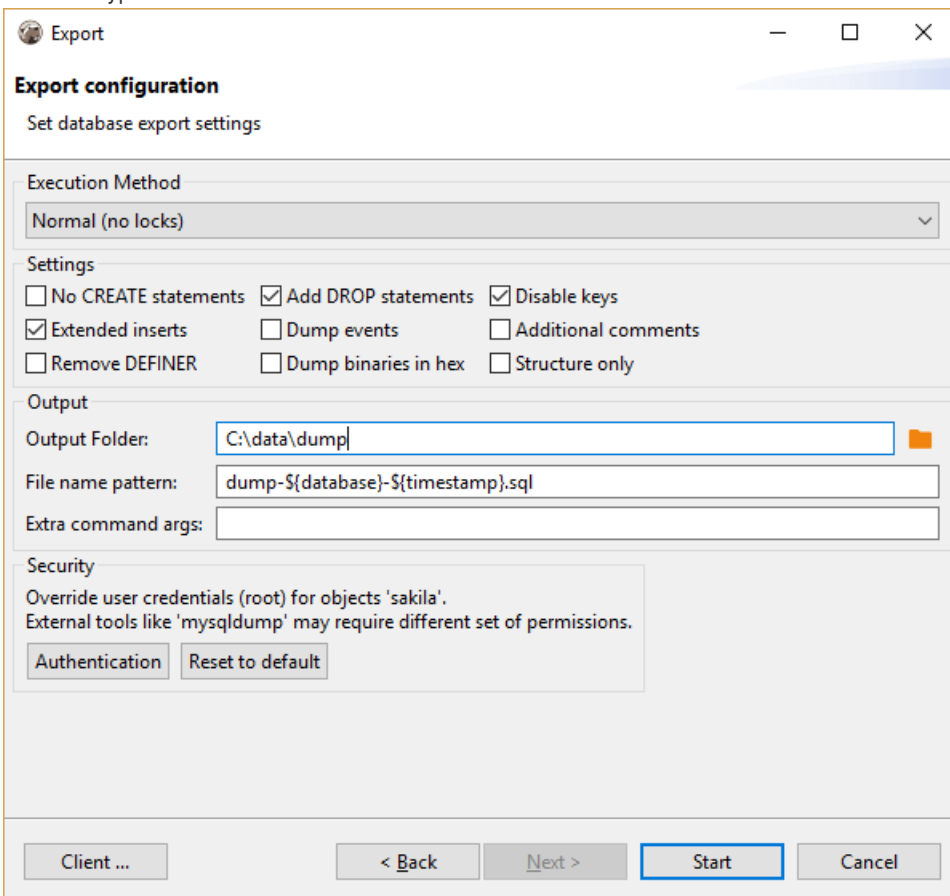 Export
Export configuration
Set database export settings
Execution Method
Normal (no locks)
Settings
No CREATE statements Add DROP statements Disable keys
Extended inserts Dump events Additional comments
Remove DEFINER Dump binaries in hex Structure only
Output
Output Folder: C:\data\dump
File name pattern: dump-${database}-${timestamp}.sql
Extra command args:
Security
Override user credentials (root) for objects 'sakila'.
External tools like 'mysqldump' may require different set of permissions.
Authentication Reset to default
Client ... < Back Next > Start Cancel